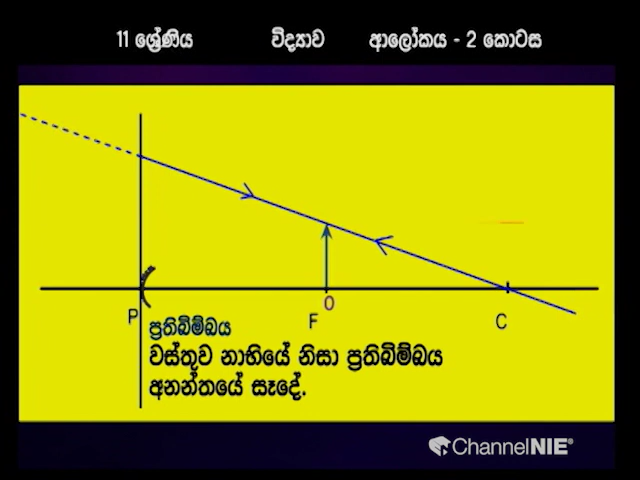 11 ශ්‍රේණිය විද්‍යාව ආලෝකය - 2 කොටස
P
O
F
C
ප්‍රතිබිම්බය
වස්තුව නාභියේ නිසා ප්‍රතිබිම්බය
අනන්තයේ සෑදේ.
ChannelNIE®